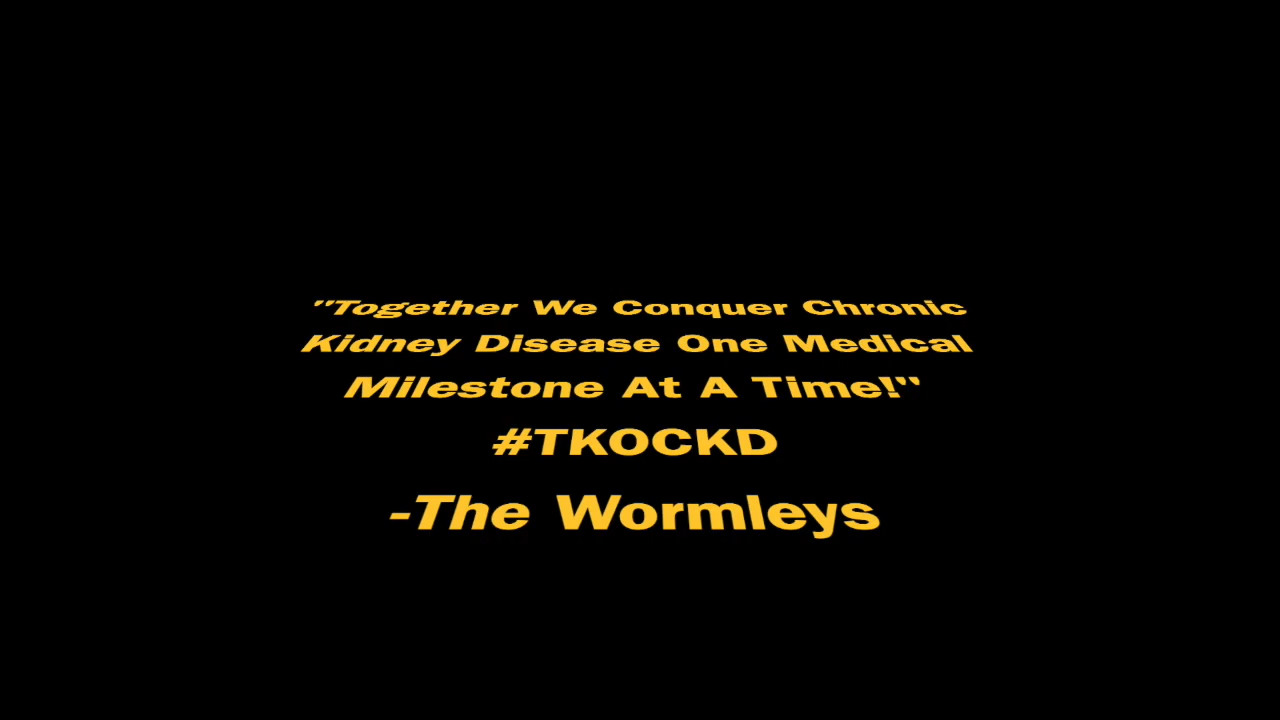 "Together We Conquer Chronic
Kidney Disease One Medical
Milestone At A Time!"
#TKOCKD
-The Wormleys